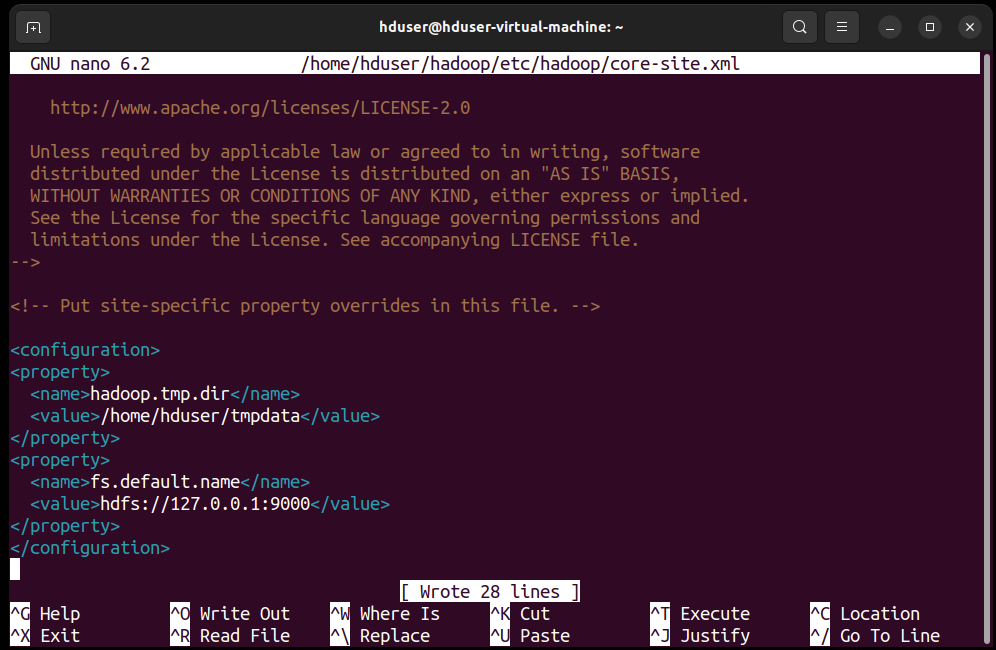 hduser@hduser-virtual-machine: ~
GNU nano 6.2 /home/hduser/hadoop/etc/hadoop/core-site.xml
http://www.apache.org/licenses/LICENSE-2.0
Unless required by applicable law or agreed to in writing, software
distributed under the License is distributed on an "AS IS" BASIS,
WITHOUT WARRANTIES OR CONDITIONS OF ANY KIND, either express or implied.
See the License for the specific language governing permissions and
limitations under the License. See accompanying LICENSE file.
-->
<!-- Put site-specific property overrides in this file. -->
<configuration>
<property>
<name>hadoop.tmp.dir</name>
<value>/home/hduser/tmpdata</value>
</property>
<property>
<name>fs.default.name</name>
<value>hdfs://127.0.0.1:9000</value>
</property>
</configuration>
[ Wrote 28 lines ]
^G Help ^O Write Out ^W Where Is ^K Cut ^T Execute ^C Location
^X Exit ^R Read File ^\ Replace ^U Paste ^J Justify ^/ Go To Line